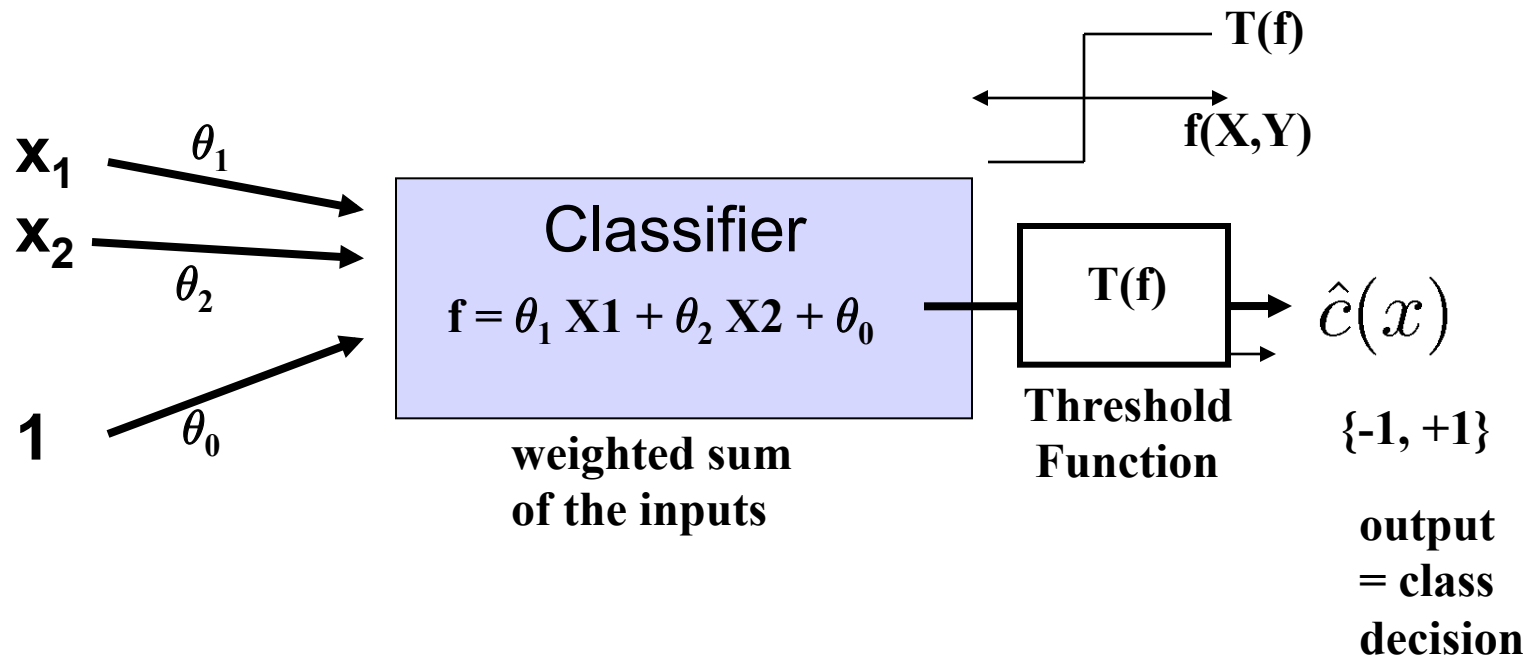 T(f)
f(X,Y)
x₁
θ₁
x₂
θ₂
1
θ₀
Classifier
f = θ₁ X1 + θ₂ X2 + θ₀
weighted sum
of the inputs
T(f)
Threshold
Function
ĉ(x)
{-1, +1}
output
= class
decision